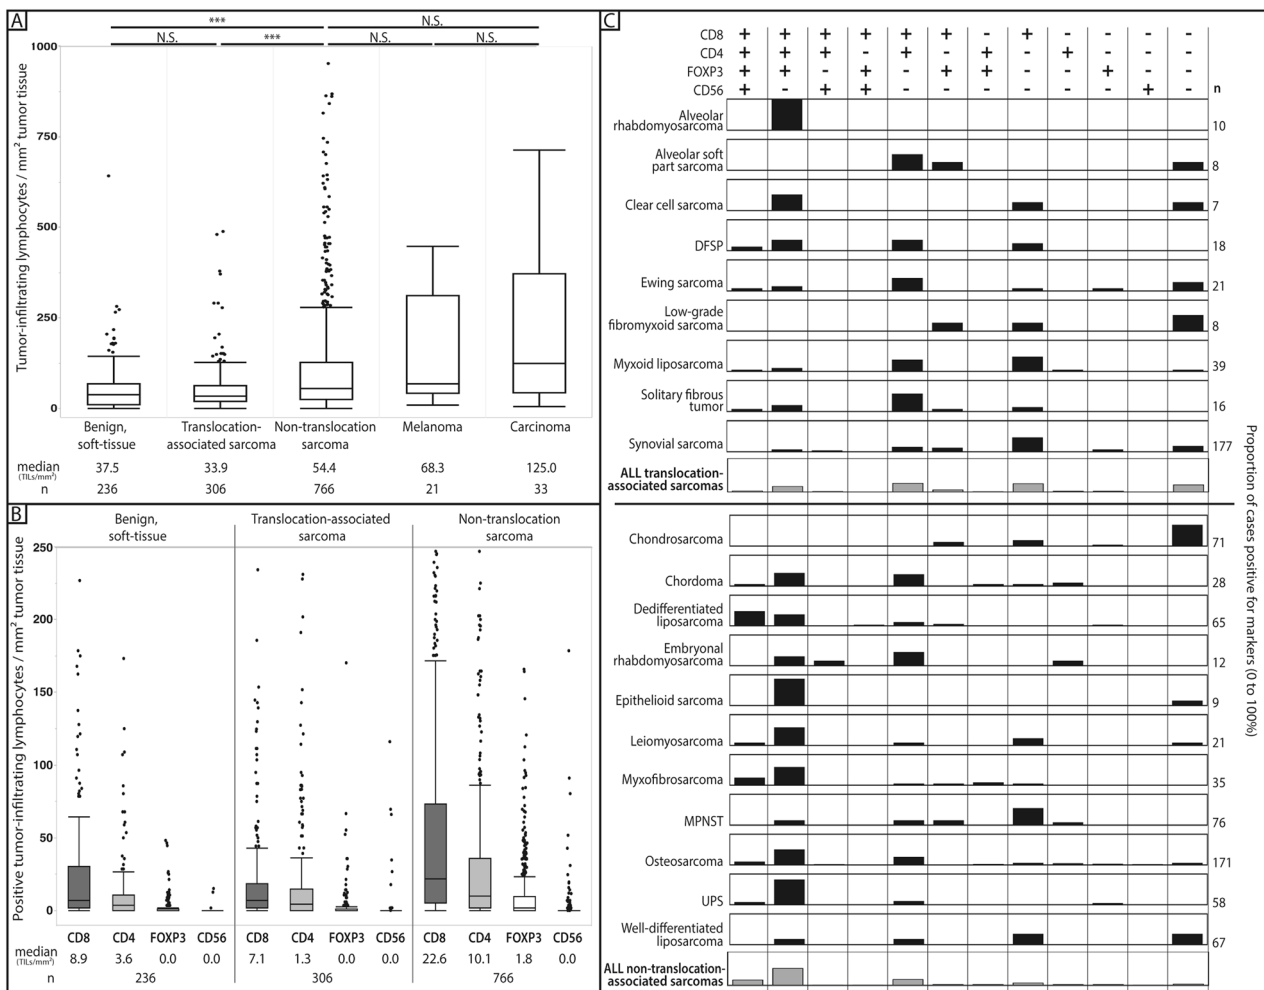 A
***
N.S.
N.S.
***
N.S.
N.S.
Tumor-infiltrating lymphocytes / mm² tumor tissue
1000
750
500
250
0
Benign,
soft-tissue
Translocation-
associated sarcoma
Non-translocation
sarcoma
Melanoma
Carcinoma
median
(TILs/mm²)
37.5
33.9
54.4
68.3
125.0
n
236
306
766
21
33
B
Benign,
soft-tissue
Translocation-associated
sarcoma
Non-translocation
sarcoma
Positive tumor-infiltrating lymphocytes / mm² tumor tissue
250
200
150
100
50
0
CD8 CD4 FOXP3 CD56
CD8 CD4 FOXP3 CD56
CD8 CD4 FOXP3 CD56
median
(TILs/mm²)
8.9 3.6 0.0 0.0
7.1 1.3 0.0 0.0
22.6 10.1 1.8 0.0
n
236
306
766
C
CD8 + + + + + + - + - - - -
CD4 + + + - + - + - + - - -
FOXP3 + + - + - + + - - + - -
CD56 + - + + - - - - - - + -
n
Alveolar
rhabdomyosarcoma
10
Alveolar soft
part sarcoma
8
Clear cell sarcoma
7
DFSP
18
Ewing sarcoma
21
Low-grade
fibromyxoid sarcoma
8
Myxoid liposarcoma
39
Solitary fibrous
tumor
16
Synovial sarcoma
177
ALL translocation-
associated sarcomas
Chondrosarcoma
71
Chordoma
28
Dedifferentiated
liposarcoma
65
Embryonal
rhabdomyosarcoma
12
Epithelioid sarcoma
9
Leiomyosarcoma
21
Myxofibrosarcoma
35
MPNST
76
Osteosarcoma
171
UPS
58
Well-differentiated
liposarcoma
67
ALL non-translocation-
associated sarcomas
Proportion of cases positive for markers (0 to 100%)